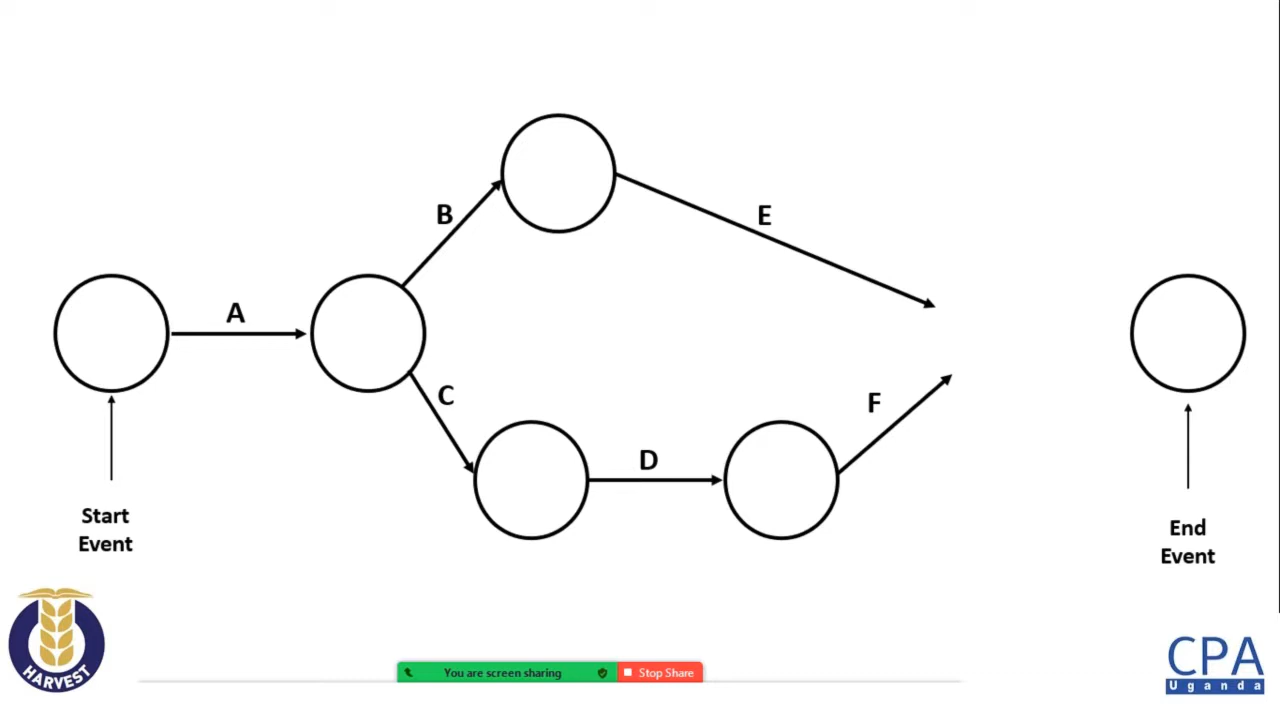 B
E
A
C
F
D
Start
Event
End
Event
HARVEST
You are screen sharing
Stop Share
CPA
Uganda